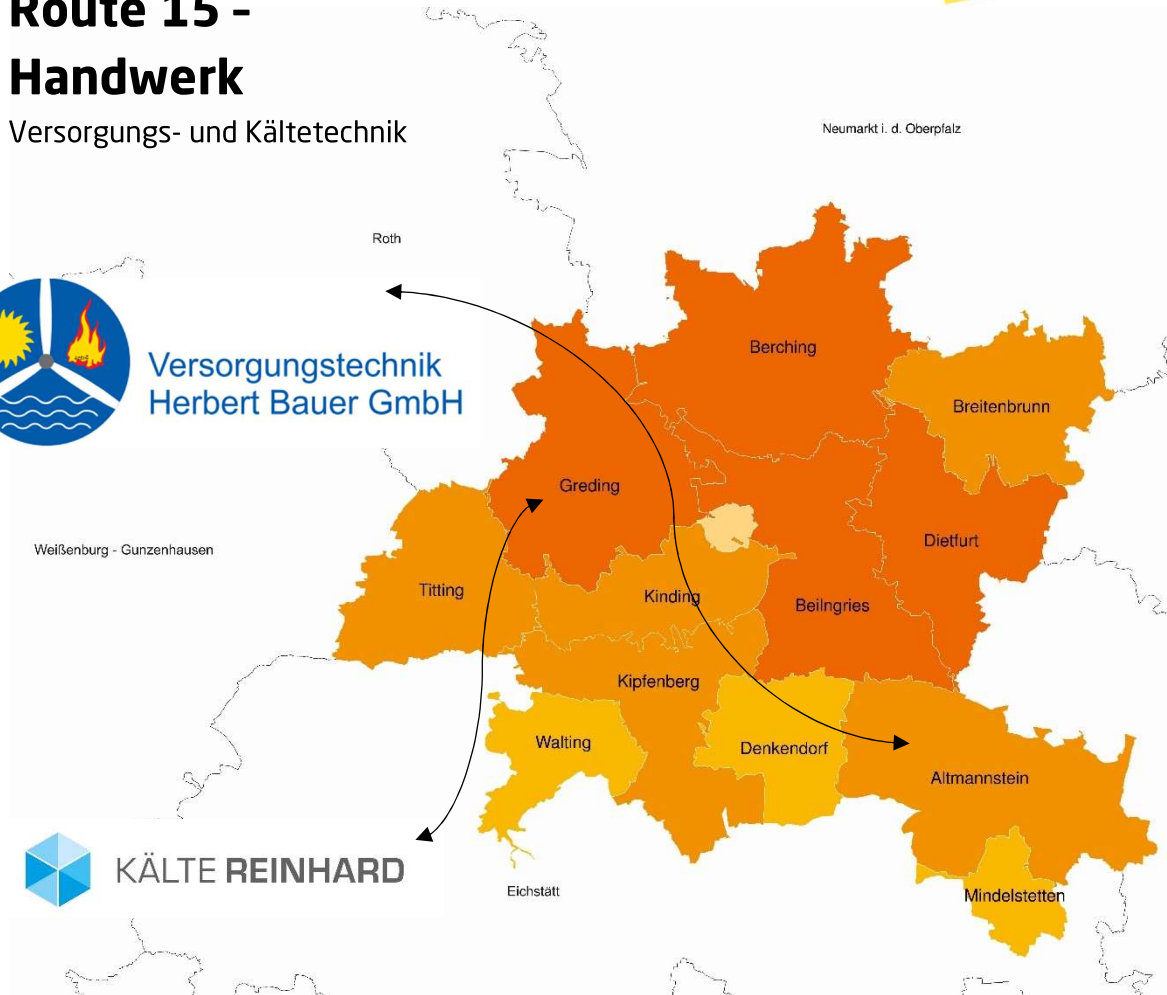 Route 15 –
Handwerk
Versorgungs- und Kältetechnik
Neumarkt i. d. Oberpfalz
Roth
Berching
Versorgungstechnik
Herbert Bauer GmbH
Breitenbrunn
Greding
Dietfurt
Weißenburg - Gunzenhausen
Titting
Kinding
Beilngries
Kipfenberg
Walting
Denkendorf
Altmannstein
KÄLTE REINHARD
Eichstätt
Mindelstetten